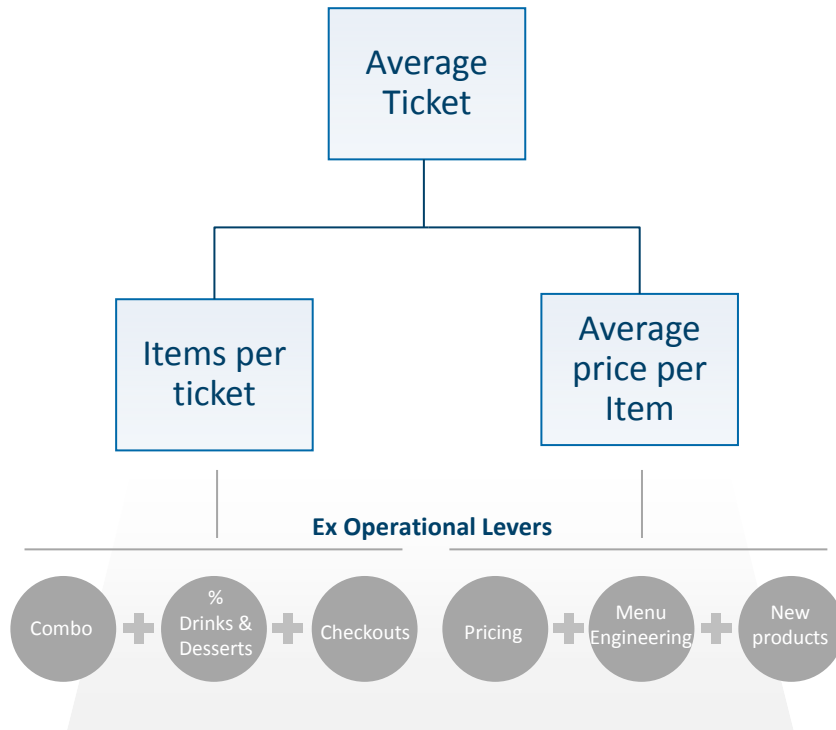 Average
Ticket
Items per
ticket
Average
price per
Item
Ex Operational Levers
Combo
%
Drinks &
Desserts
Checkouts
Pricing
Menu
Engineering
New
products